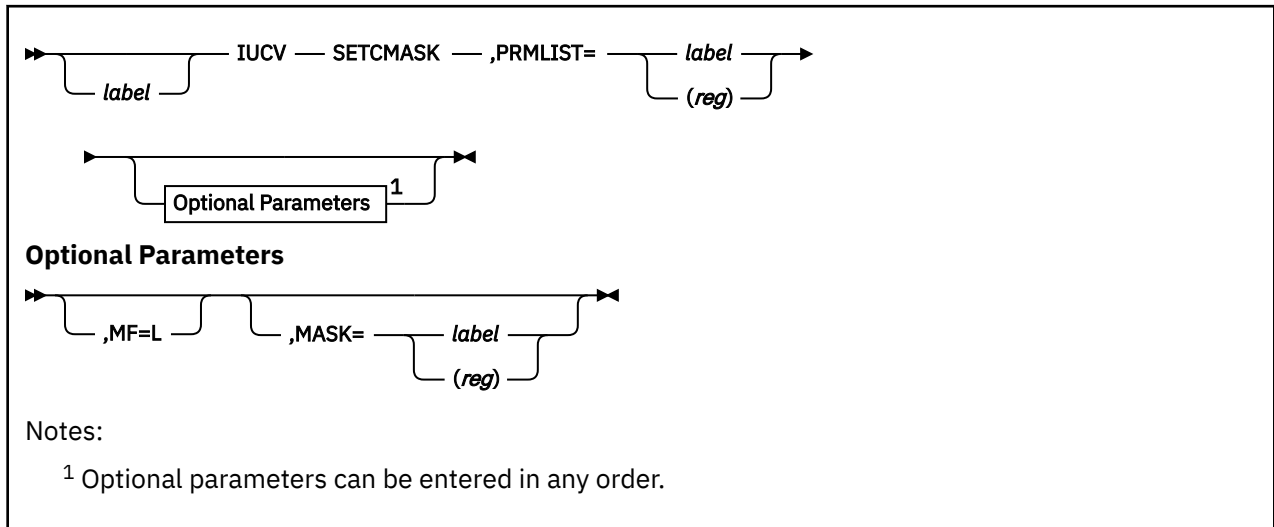 IUCV SETCMASK ,PRMLIST= label
label (reg)
Optional Parameters 1
Optional Parameters
,MF=L ,MASK= label
(reg)
Notes:
1 Optional parameters can be entered in any order.